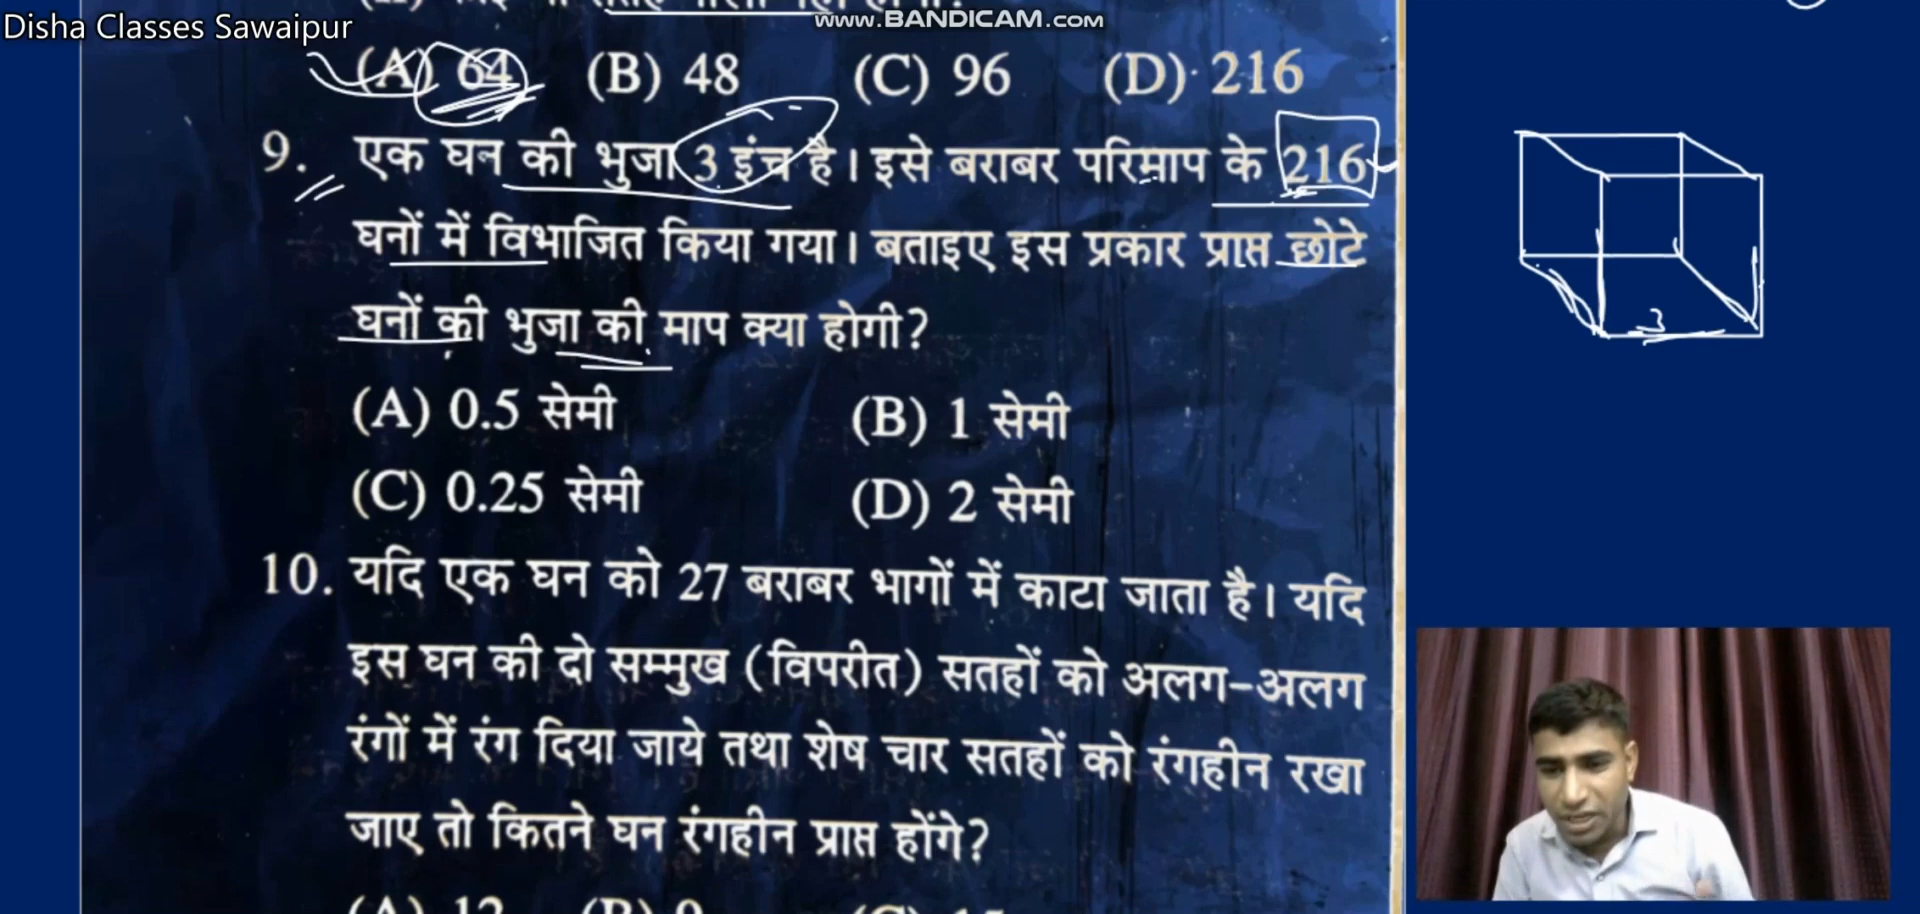 Disha Classes Sawaipur
www.BANDICAM.com
(A) 64 (B) 48 (C) 96 (D) 216
9. एक घन की भुजा 3 इंच है। इसे बराबर परिमाप के 216
घनों में विभाजित किया गया। बताइए इस प्रकार प्राप्त छोटे
घनों की भुजा की माप क्या होगी?
(A) 0.5 सेमी (B) 1 सेमी
(C) 0.25 सेमी (D) 2 सेमी
3
10. यदि एक घन को 27 बराबर भागों में काटा जाता है। यदि
इस घन की दो सम्मुख (विपरीत) सतहों को अलग-अलग
रंगों में रंग दिया जाये तथा शेष चार सतहों को रंगहीन रखा
जाए तो कितने घन रंगहीन प्राप्त होंगे?